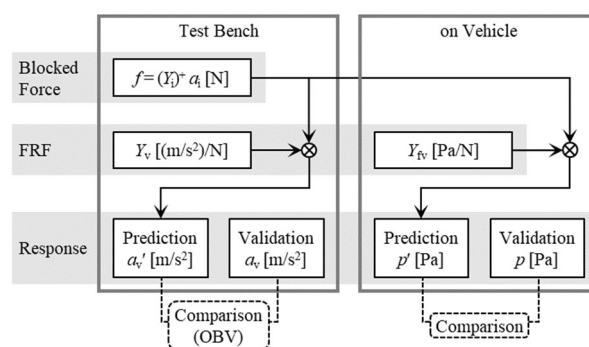 Test Bench
on Vehicle
Blocked
Force
f = (Yᵢ)⁺ aᵢ [N]
FRF
Yᵥ [(m/s²)/N]
Y_fv [Pa/N]
Response
Prediction
aᵥ' [m/s²]
Validation
aᵥ [m/s²]
Prediction
p' [Pa]
Validation
p [Pa]
Comparison
(OBV)
Comparison